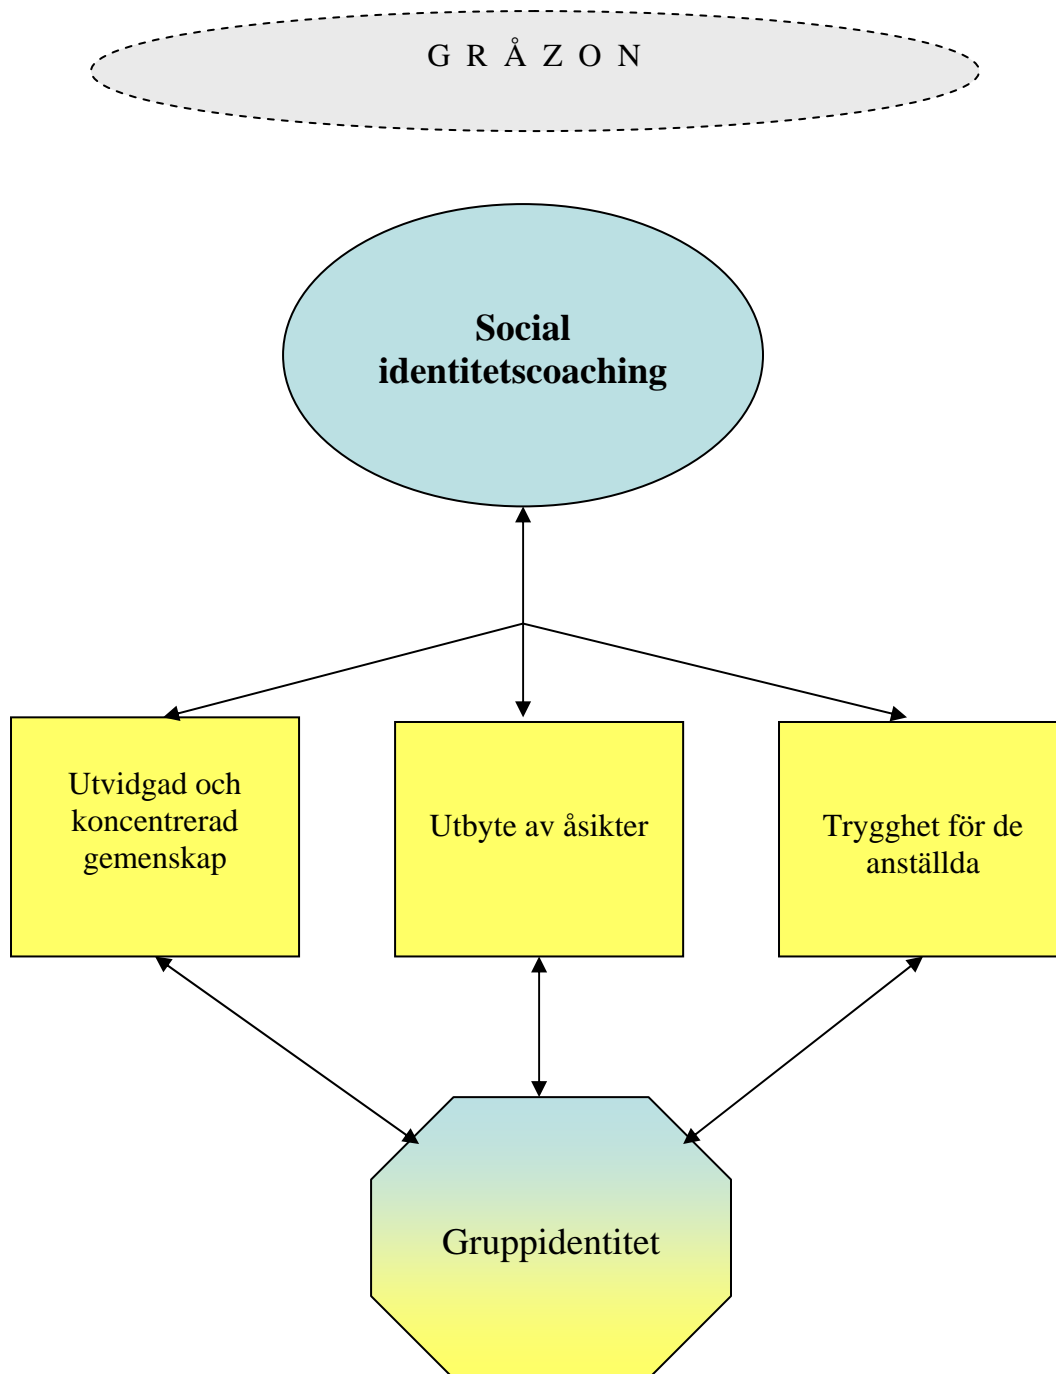 G R Å Z O N
Social
identitetscoaching
Utvidgad och
koncentrerad
gemenskap
Utbyte av åsikter
Trygghet för de
anställda
Gruppidentitet